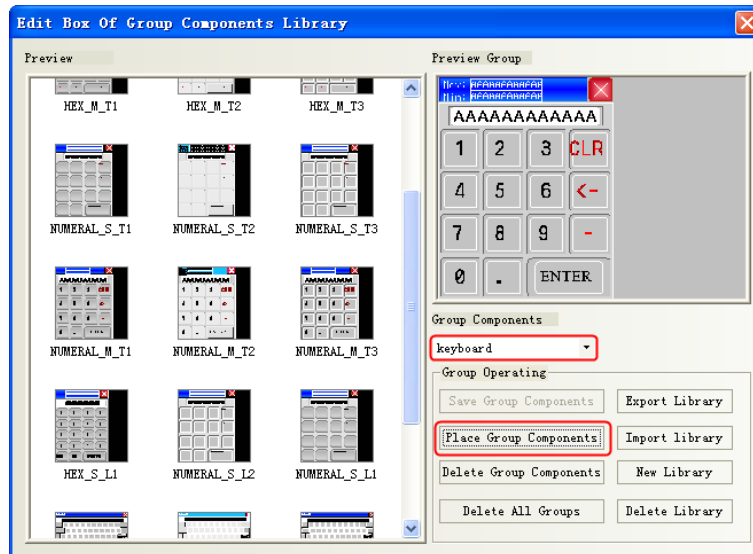 Edit Box Of Group Components Library
Preview
HEX_M_T1 HEX_M_T2 HEX_M_T3
NUMERAL_S_T1 NUMERAL_S_T2 NUMERAL_S_T3
NUMERAL_M_T1 NUMERAL_M_T2 NUMERAL_M_T3
HEX_S_L1 NUMERAL_S_L2 NUMERAL_S_L1
Preview Group
AAAAAAAAAAAA
1 2 3 CLR
4 5 6 <-
7 8 9 -
0 . ENTER
Group Components
keyboard
Group Operating
Save Group Components Export Library
Place Group Components Import library
Delete Group Components New Library
Delete All Groups Delete Library